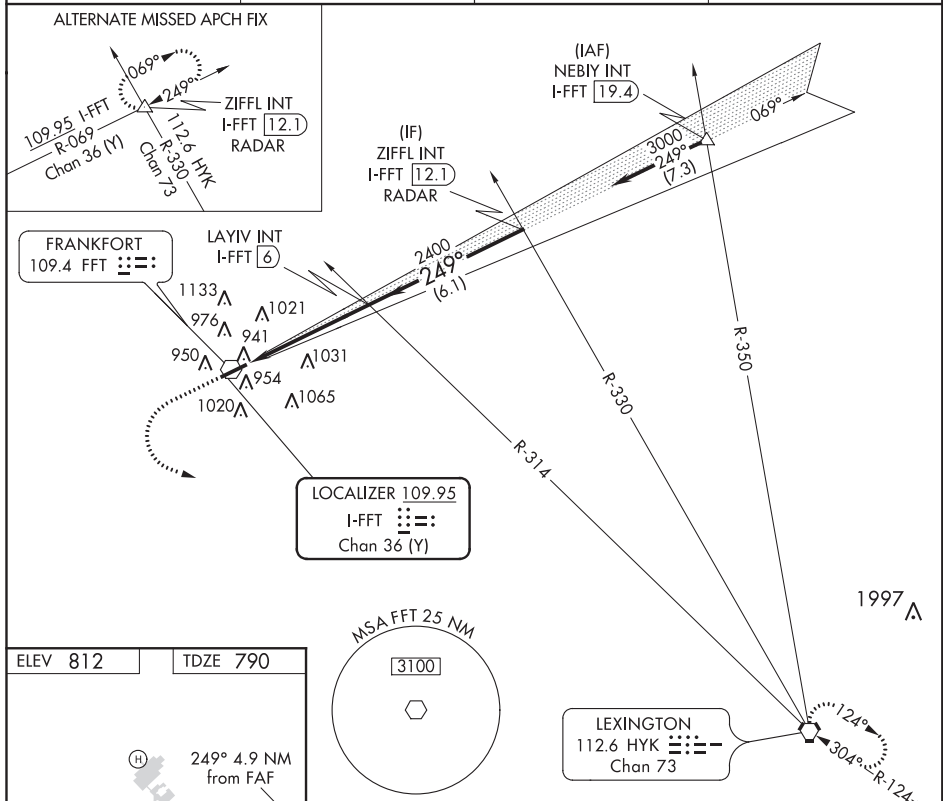 ALTERNATE MISSED APCH FIX
069°
249°
ZIFFL INT
I-FFT 12.1
RADAR
109.95 I-FFT
R-069
Chan 36 (Y)
112.6 HYK
R-330
Chan 73
(IAF)
NEBIY INT
I-FFT 19.4
069°
3000
249°
(7.3)
(IF)
ZIFFL INT
I-FFT 12.1
RADAR
FRANKFORT
109.4 FFT
LAYIV INT
I-FFT 6
2400
249°
(6.1)
1133
1021
976
941
950
1031
954
1020
1065
R-350
R-330
R-314
LOCALIZER 109.95
I-FFT
Chan 36 (Y)
1997
MSA FFT 25 NM
3100
ELEV 812
TDZE 790
H
249° 4.9 NM
from FAF
LEXINGTON
112.6 HYK
Chan 73
124°
304°
R-124